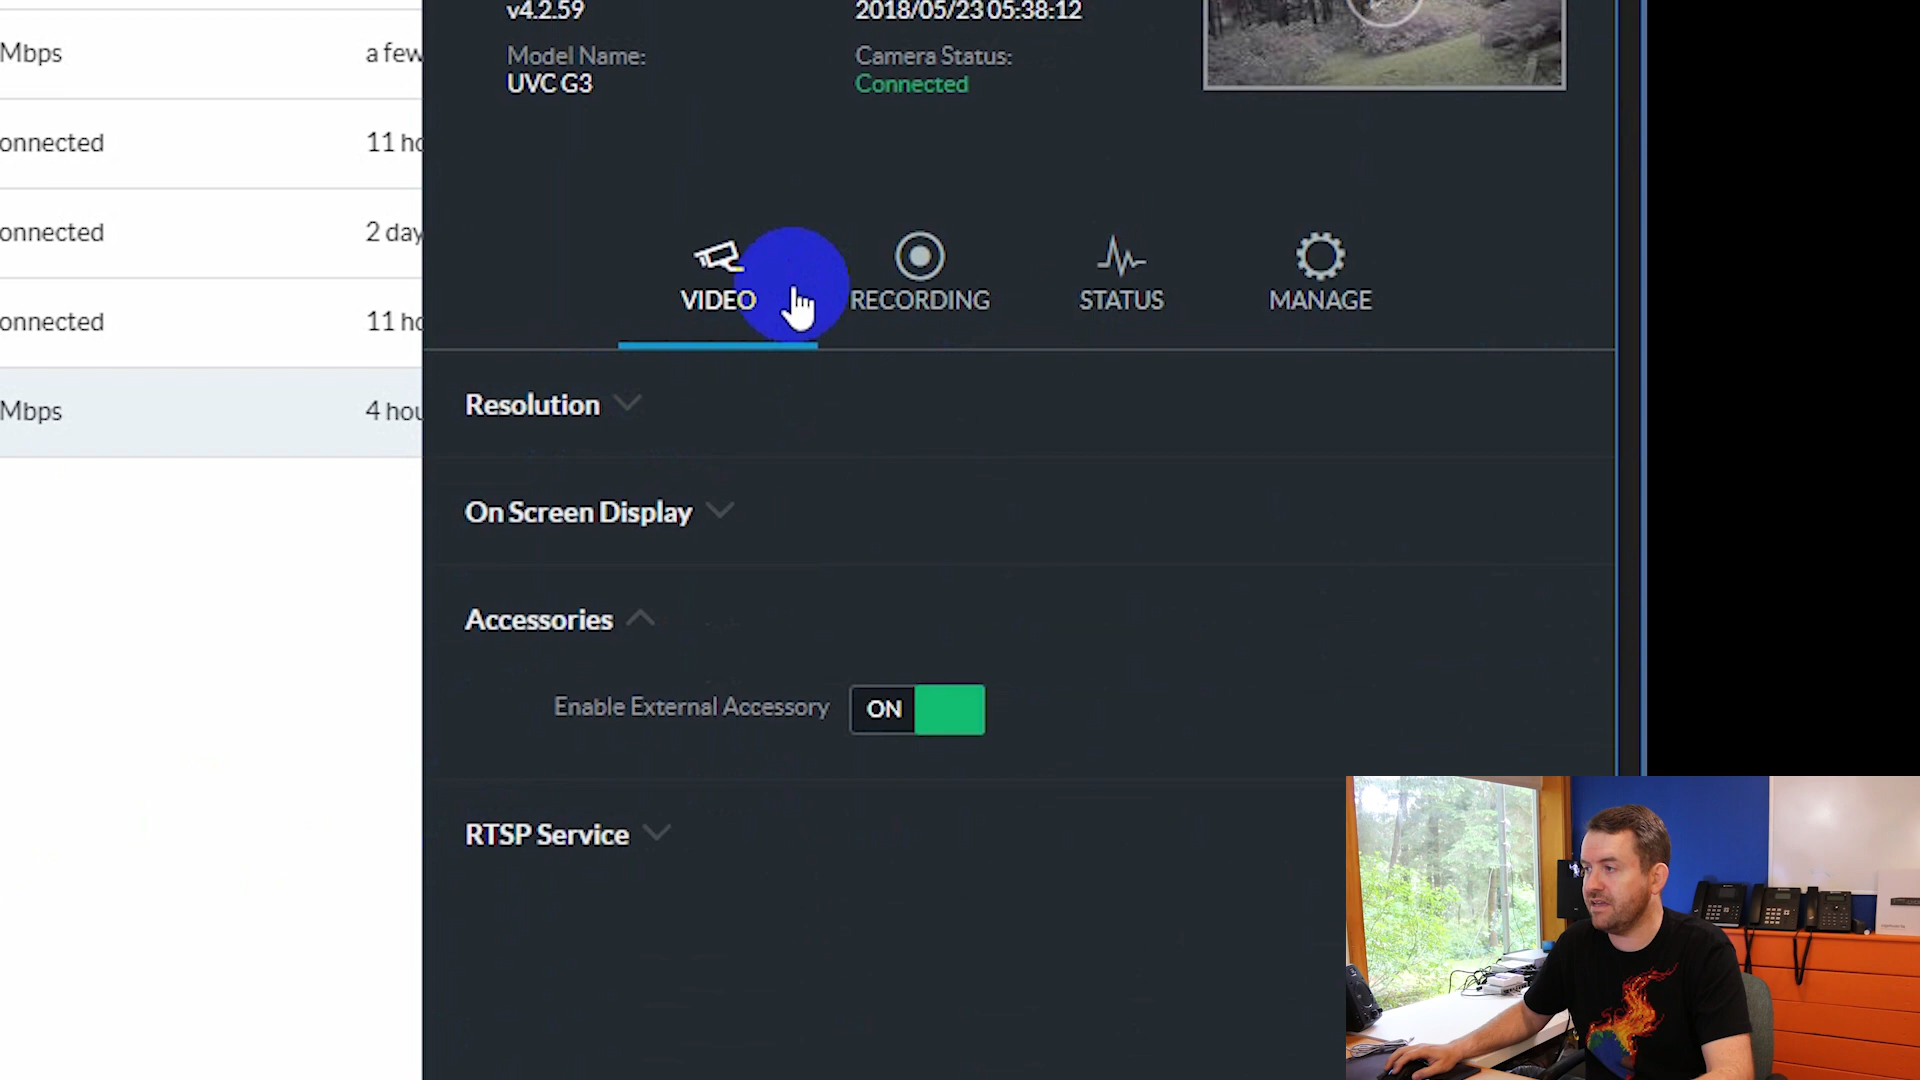 v4.2.59
2018/05/23 05:38:12
Mbps
a few
Model Name:
Camera Status:
UVC G3
Connected
onnected
11 ho
onnected
2 day
VIDEO
RECORDING
STATUS
MANAGE
onnected
11 ho
Resolution
Mbps
4 hou
On Screen Display
Accessories
Enable External Accessory
ON
RTSP Service